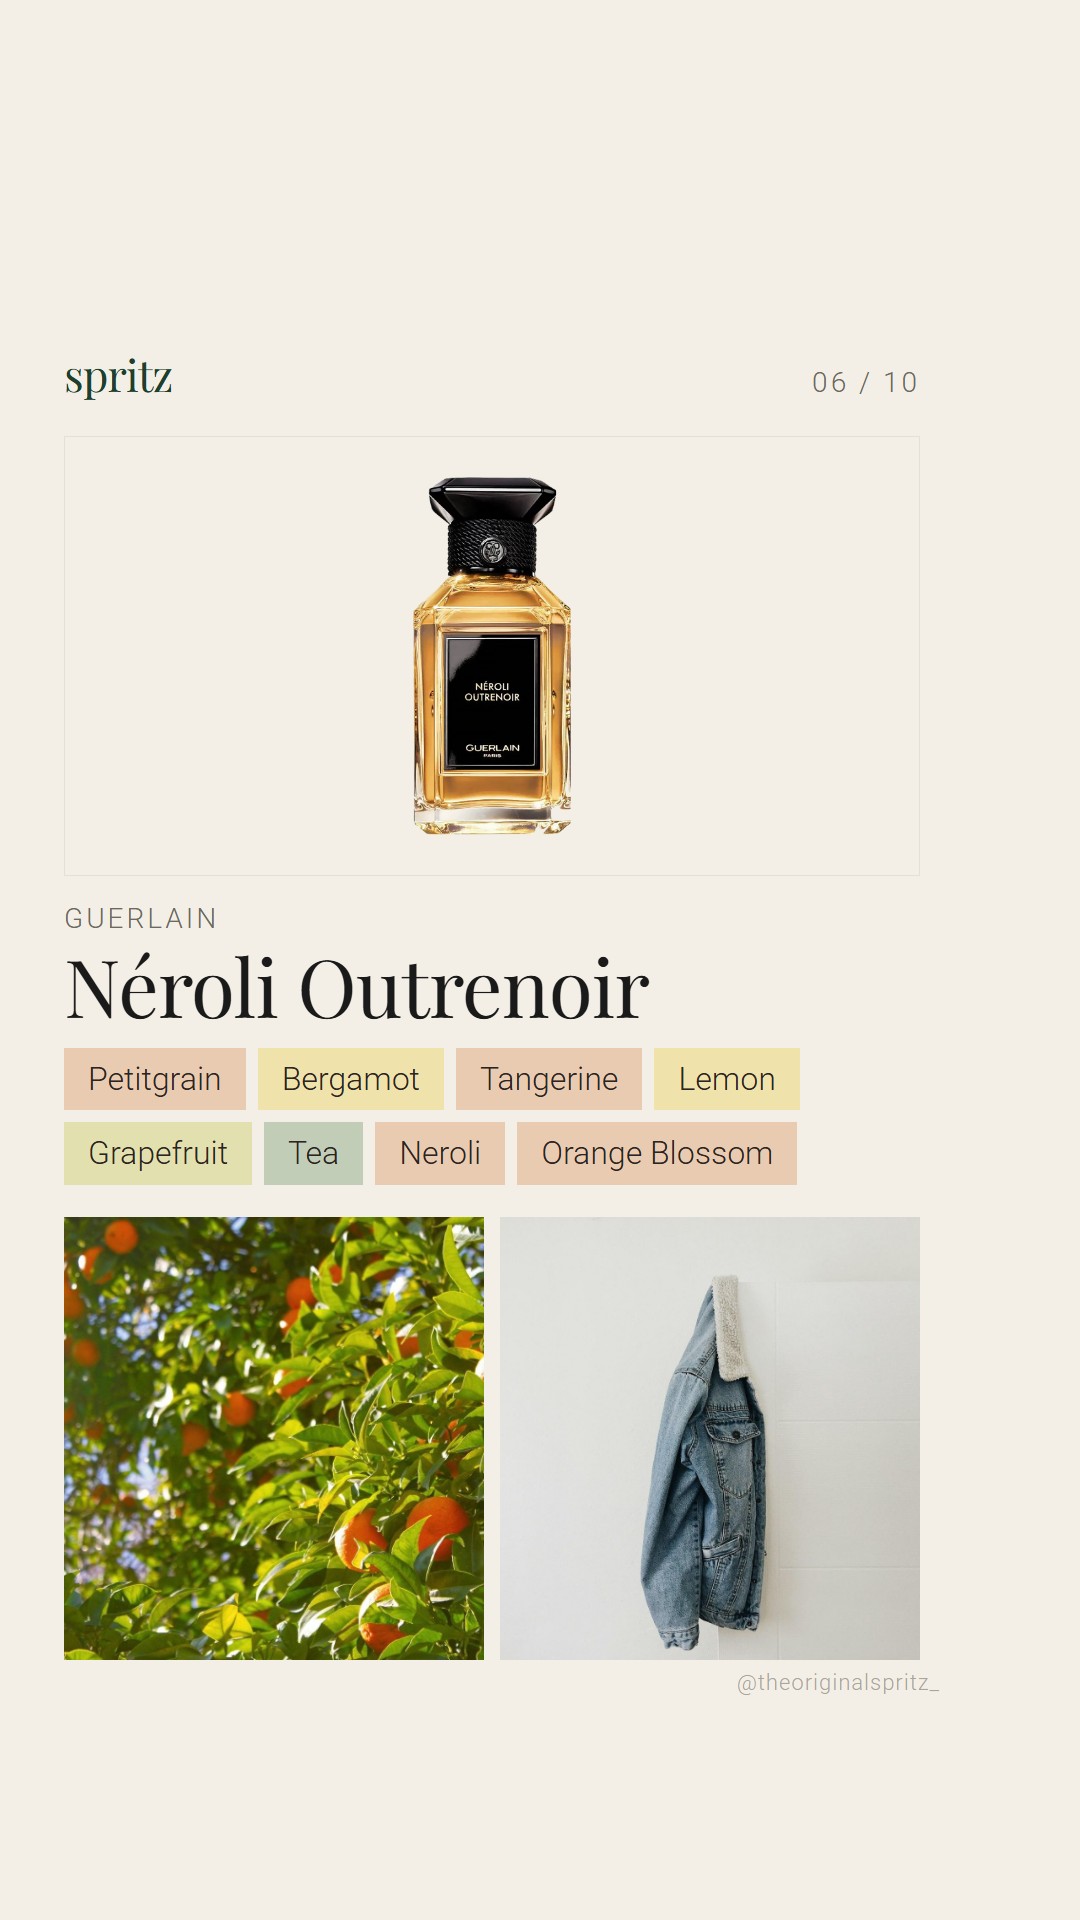 spritz
06 / 10
NÉROLI
OUTRENOIR
GUERLAIN
PARIS
GUERLAIN
Néroli Outrenoir
Petitgrain Bergamot Tangerine Lemon
Grapefruit Tea Neroli Orange Blossom
@theoriginalspritz_